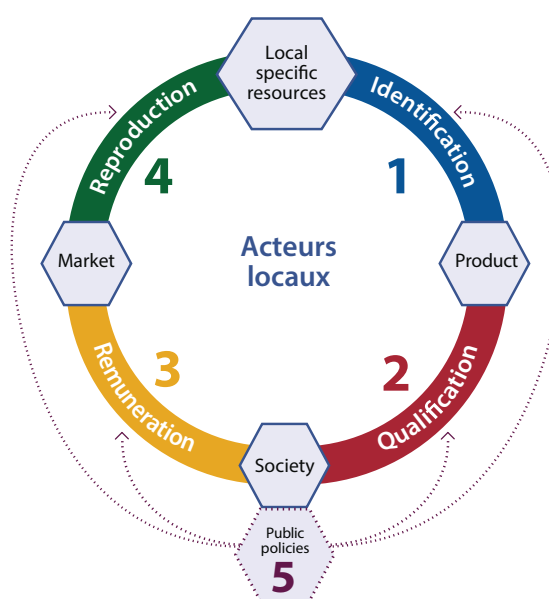 Local
specific
resources
Identification
1
Product
2
Qualification
Society
3
Remuneration
Market
4
Reproduction
Acteurs
locaux
Public
policies
5